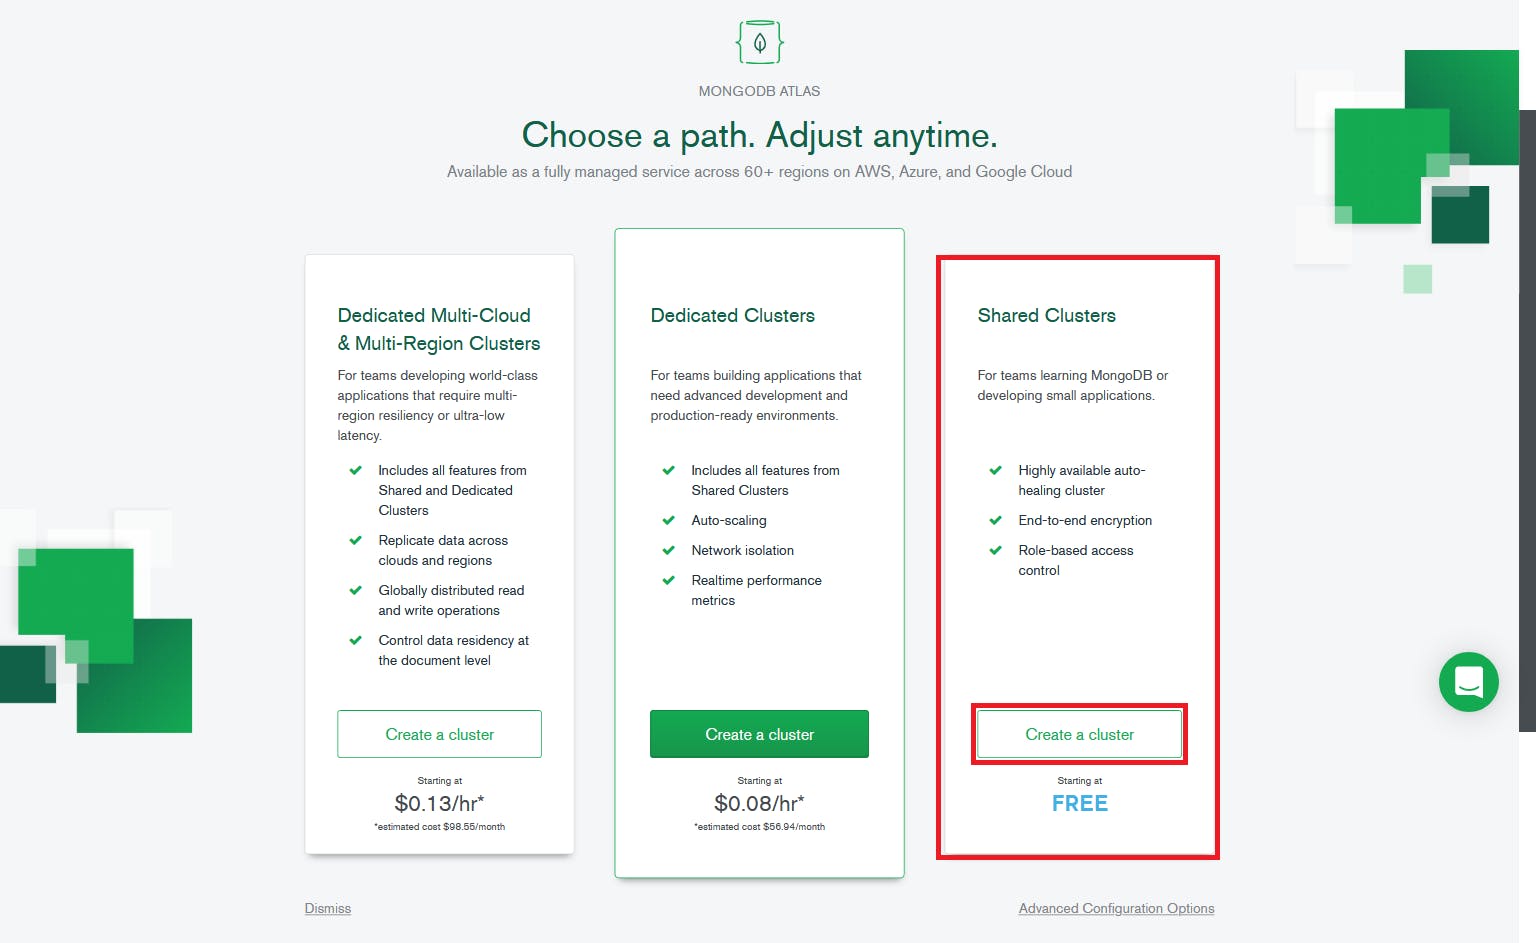 MONGODB ATLAS
Choose a path. Adjust anytime.
Available as a fully managed service across 60+ regions on AWS, Azure, and Google Cloud
Dedicated Multi-Cloud
& Multi-Region Clusters
For teams developing world-class
applications that require multi-
region resiliency or ultra-low
latency.
Includes all features from
Shared and Dedicated
Clusters
Replicate data across
clouds and regions
Globally distributed read
and write operations
Control data residency at
the document level
Create a cluster
Starting at
$0.13/hr*
*estimated cost $98.55/month
Dedicated Clusters
For teams building applications that
need advanced development and
production-ready environments.
Includes all features from
Shared Clusters
Auto-scaling
Network isolation
Realtime performance
metrics
Create a cluster
Starting at
$0.08/hr*
*estimated cost $56.94/month
Shared Clusters
For teams learning MongoDB or
developing small applications.
Highly available auto-
healing cluster
End-to-end encryption
Role-based access
control
Create a cluster
Starting at
FREE
Dismiss
Advanced Configuration Options